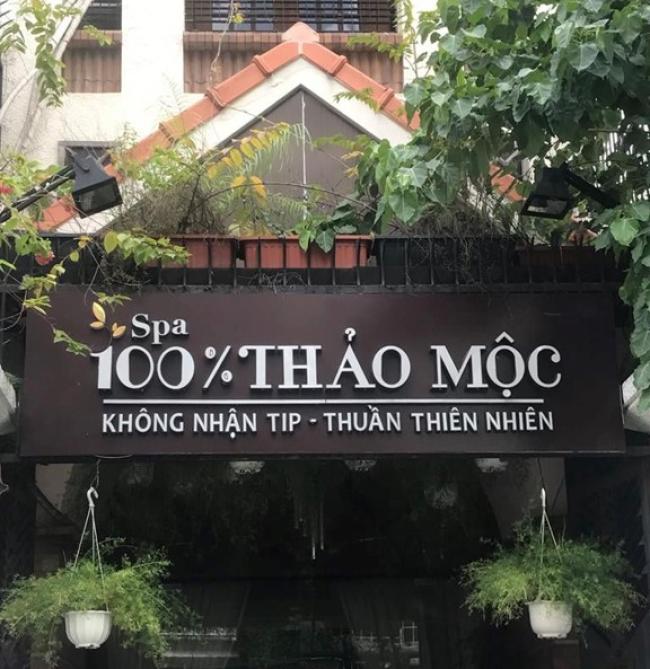 Spa
100% THẢO MỘC
KHÔNG NHẬN TIP - THUẦN THIÊN NHIÊN